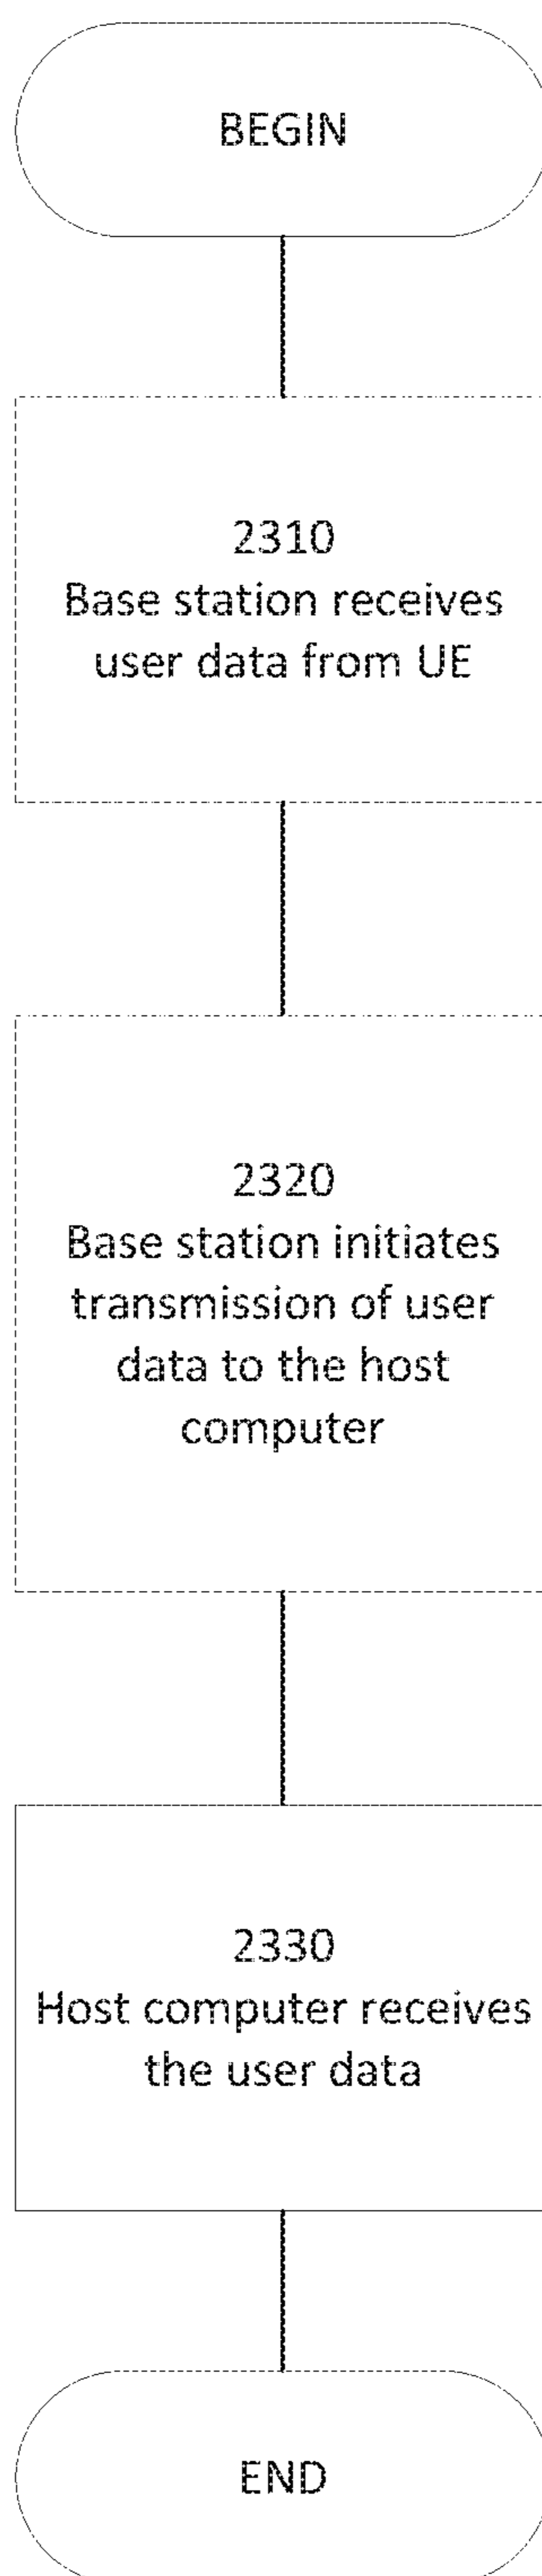 BEGIN
2310
Base station receives
user data from UE
2320
Base station initiates
transmission of user
data to the host
computer
2330
Host computer receives
the user data
END